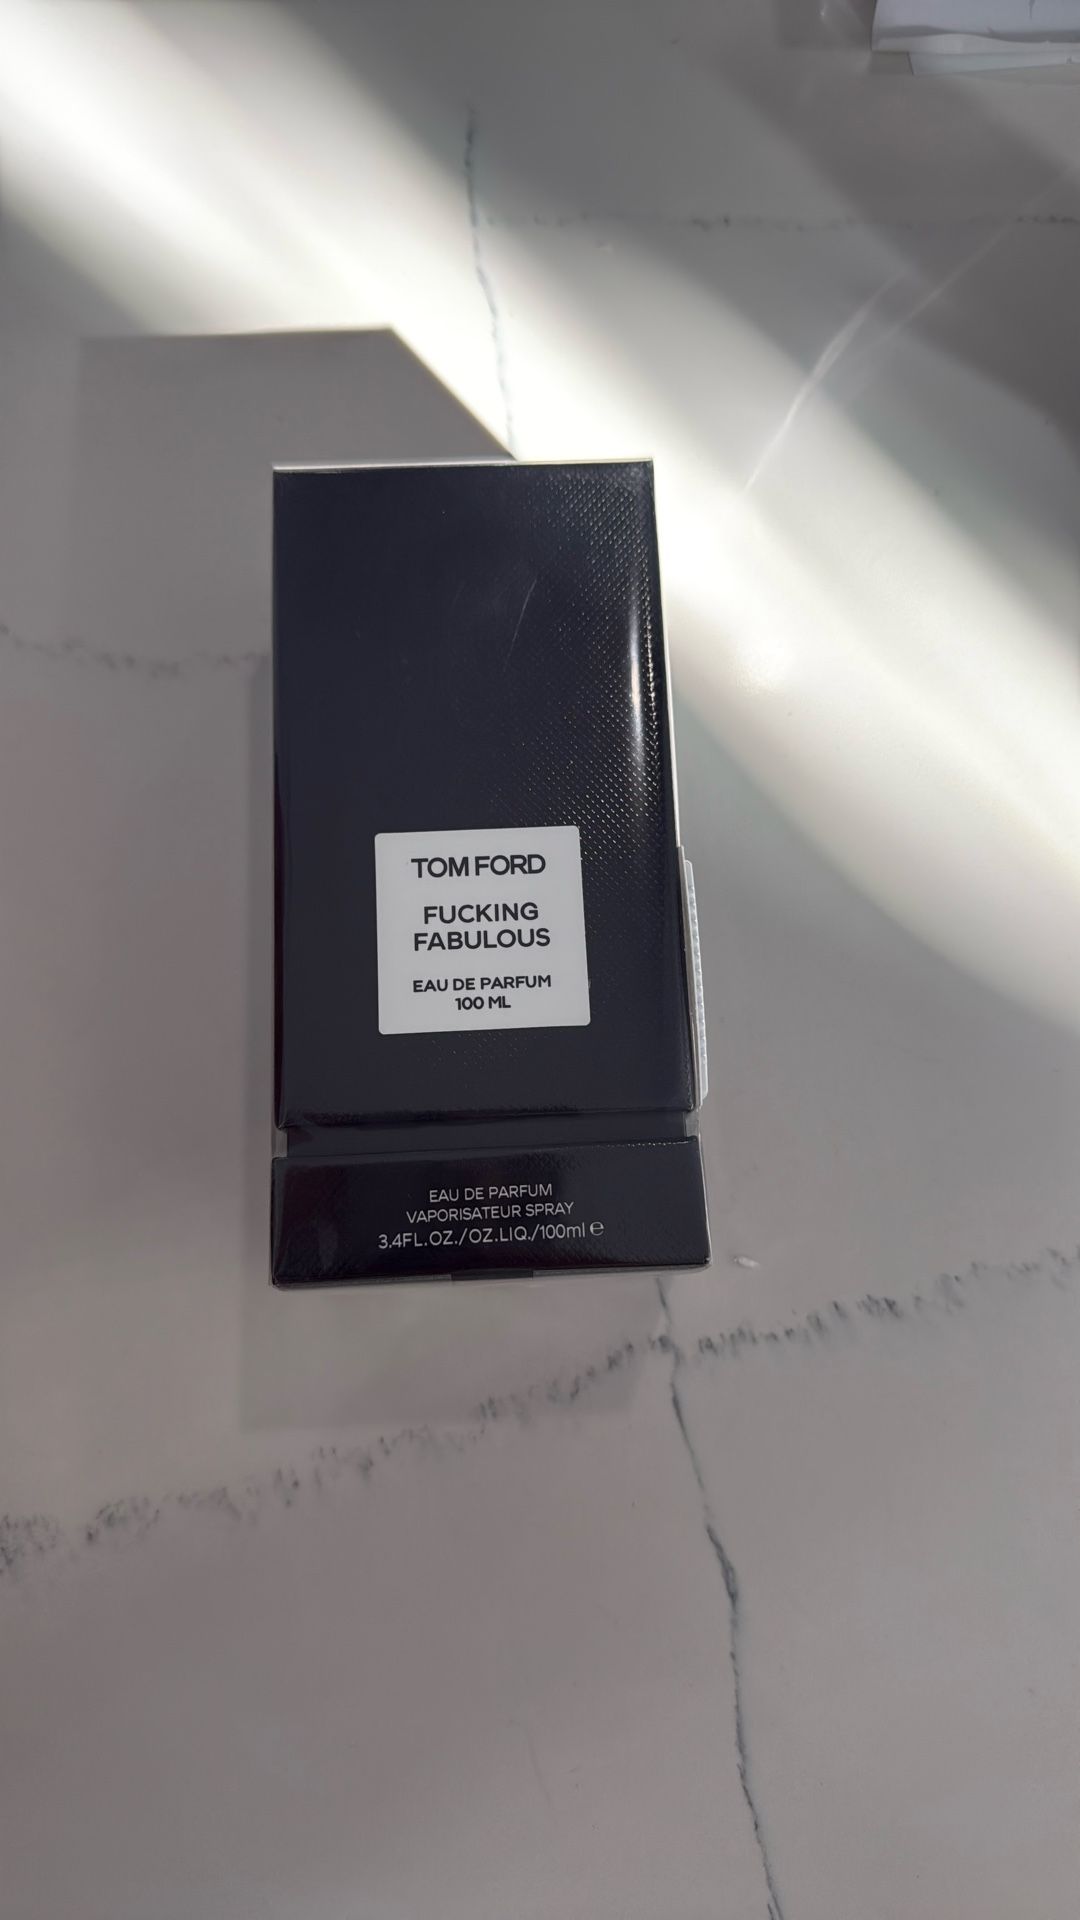 TOM FORD
FUCKING
FABULOUS
EAU DE PARFUM
100 ML
EAU DE PARFUM
VAPORISATEUR SPRAY
3.4FL.OZ./OZ.LIQ./100ml ℮